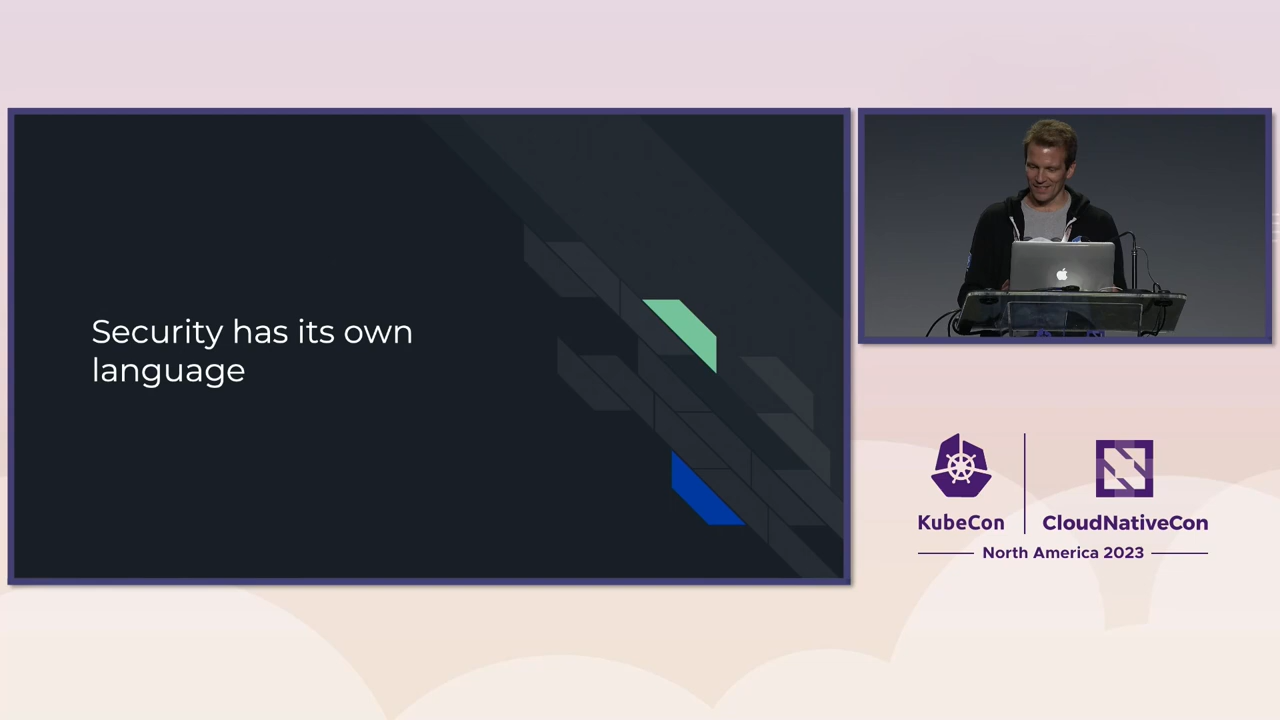 Security has its own
language
KubeCon
CloudNativeCon
North America 2023